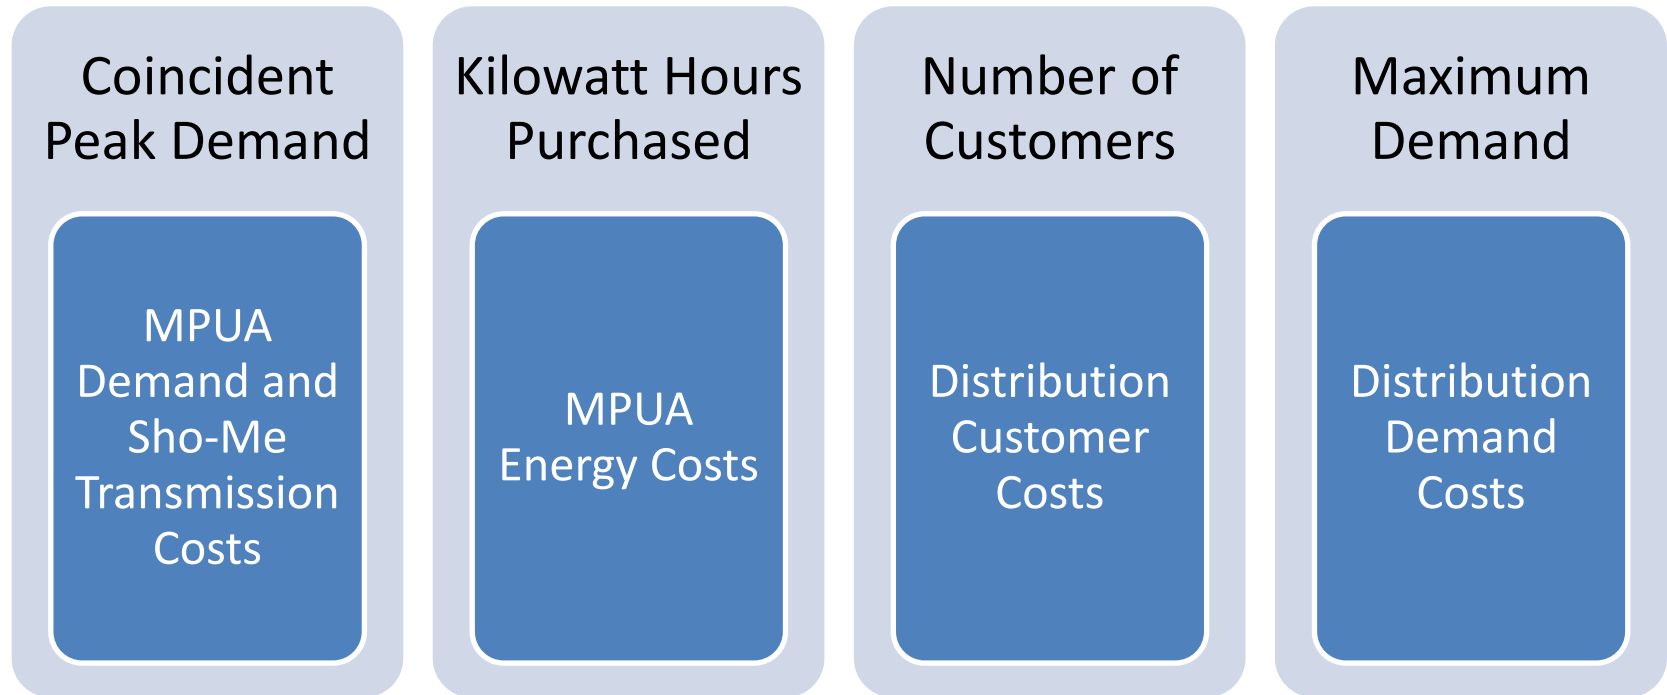 Coincident
Peak Demand
MPUA
Demand and
Sho-Me
Transmission
Costs
Kilowatt Hours
Purchased
MPUA
Energy Costs
Number of
Customers
Distribution
Customer
Costs
Maximum
Demand
Distribution
Demand
Costs